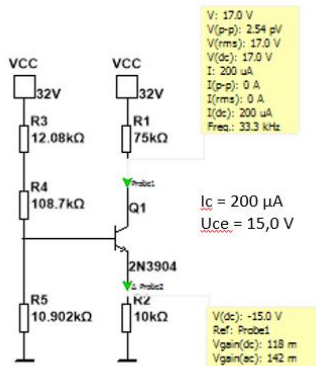 V: 17.0 V
V(p-p): 2.54 pV
V(rms): 17.0 V
V(dc): 17.0 V
I: 200 uA
I(p-p): 0 A
I(rms): 0 A
I(dc): 200 uA
Freq.: 33.3 kHz
VCC
VCC
32V
32V
R3
12.08kΩ
R1
75kΩ
R4
108.7kΩ
Probe1
Q1
Ic = 200 µA
Uce = 15,0 V
2N3904
Probe2
R5
10.902kΩ
R2
10kΩ
V(dc): -15.0 V
Ref: Probe1
Vgain(dc): 118 m
Vgain(ac): 142 m